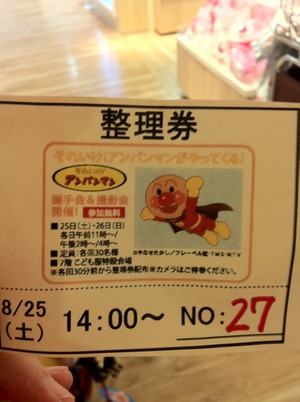 整理券
それいけ!アンパンマンがやってくる!
それいけ!
アンパンマン
握手会&撮影会
開催! 参加無料
■25日(土)・26日(日)
各日午前11時~/
午後2時~/4時~
■定員:各回30名様
■7階 こども服特設会場
©やなせたかし/フレーベル館・TMS・NTV
※各回30分前から整理券配布※カメラはご持参ください。
8/25
(土)
14:00~
NO:27